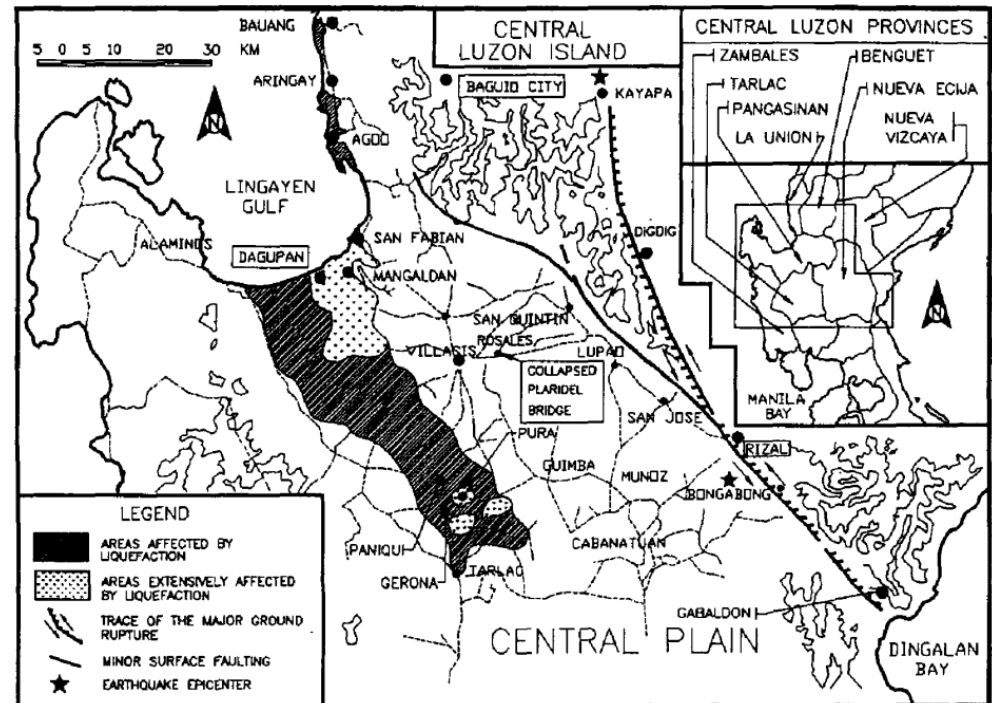 BAUANG
5 0 10 20 30
KM
ARINGAY
N
AGOO
LINGAYEN
GULF
ALAMINOS
DAGUPAN
SAN FABIAN
MANGALDAN
CENTRAL
LUZON ISLAND
BAGUIO CITY
KAYAPA
DIGDIG
SAN QUINTIN
ROSALES
VILLASIS
LUPAO
COLLAPSED
PLARIDEL
BRIDGE
SAN JOSE
PURA
GUIMBA
MUNOZ
RIZAL
BONGABONG
CABANATUAN
PANIQUI
GERONA
TARLAC
GABALDON
CENTRAL PLAIN
DINGALAN
BAY
CENTRAL LUZON PROVINCES
ZAMBALES
BENGUET
TARLAC
NUEVA ECIJA
PANGASINAN
LA UNION
NUEVA
VIZCAYA
N
MANILA
BAY
LEGEND
AREAS AFFECTED BY
LIQUEFACTION
AREAS EXTENSIVELY AFFECTED
BY LIQUEFACTION
TRACE OF THE MAJOR GROUND
RUPTURE
MINOR SURFACE FAULTING
EARTHQUAKE EPICENTER